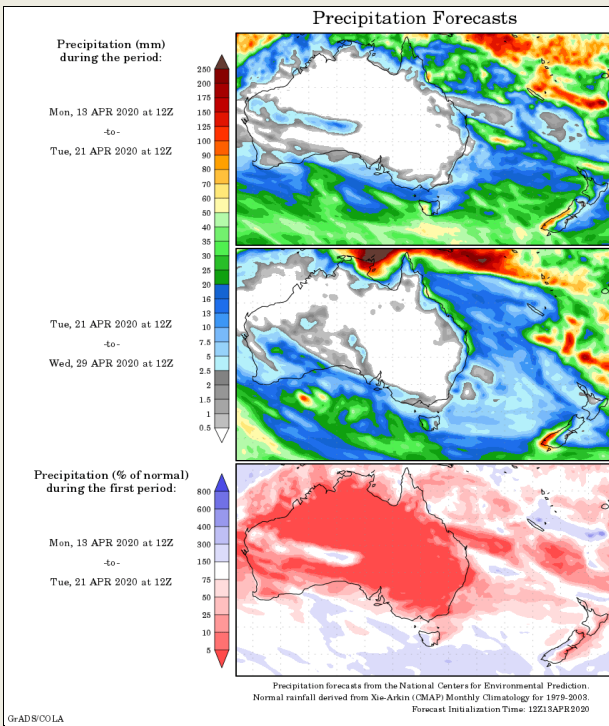 Precipitation Forecasts
Precipitation (mm)
during the period:
Mon, 13 APR 2020 at 12Z
-to-
Tue, 21 APR 2020 at 12Z
250
200
175
150
125
100
90
80
70
60
50
40
35
30
25
20
16
13
10
7.5
5
2.5
2
1.5
1
0.5
Tue, 21 APR 2020 at 12Z
-to-
Wed, 29 APR 2020 at 12Z
Precipitation (% of normal)
during the first period:
Mon, 13 APR 2020 at 12Z
-to-
Tue, 21 APR 2020 at 12Z
800
600
400
300
150
75
50
25
10
5
Precipitation forecasts from the National Centers for Environmental Prediction.
Normal rainfall derived from Xie-Arkin (CMAP) Monthly Climatology for 1979-2003.
Forecast Initialization Time: 12Z13APR2020
GrADS/COLA